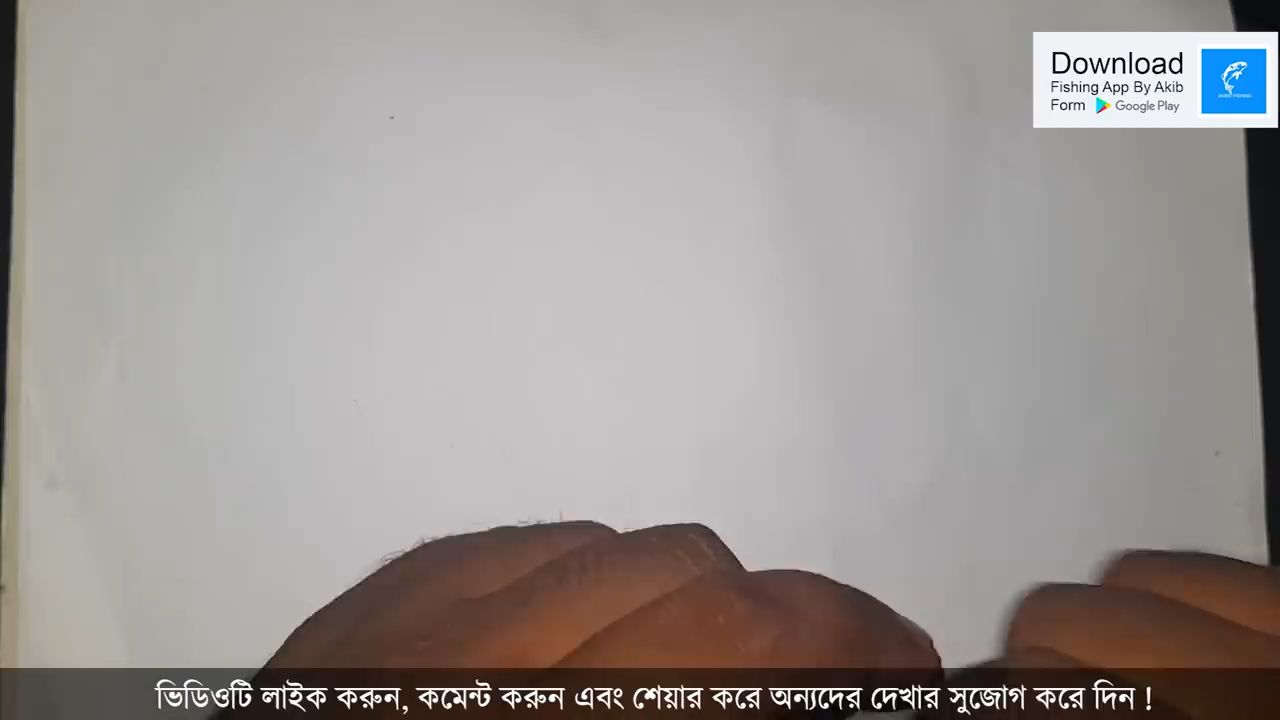 Download
Fishing App By Akib
Form Google Play
ভিডিওটি লাইক করুন, কমেন্ট করুন এবং শেয়ার করে অন্যদের দেখার সুজোগ করে দিন !